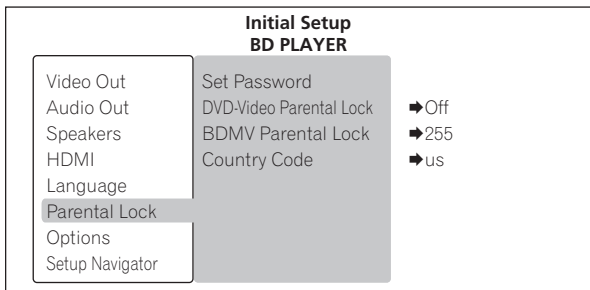 Initial Setup
BD PLAYER
Video Out
Audio Out
Speakers
HDMI
Language
Parental Lock
Options
Setup Navigator
Set Password
DVD-Video Parental Lock ➡Off
BDMV Parental Lock ➡255
Country Code ➡us